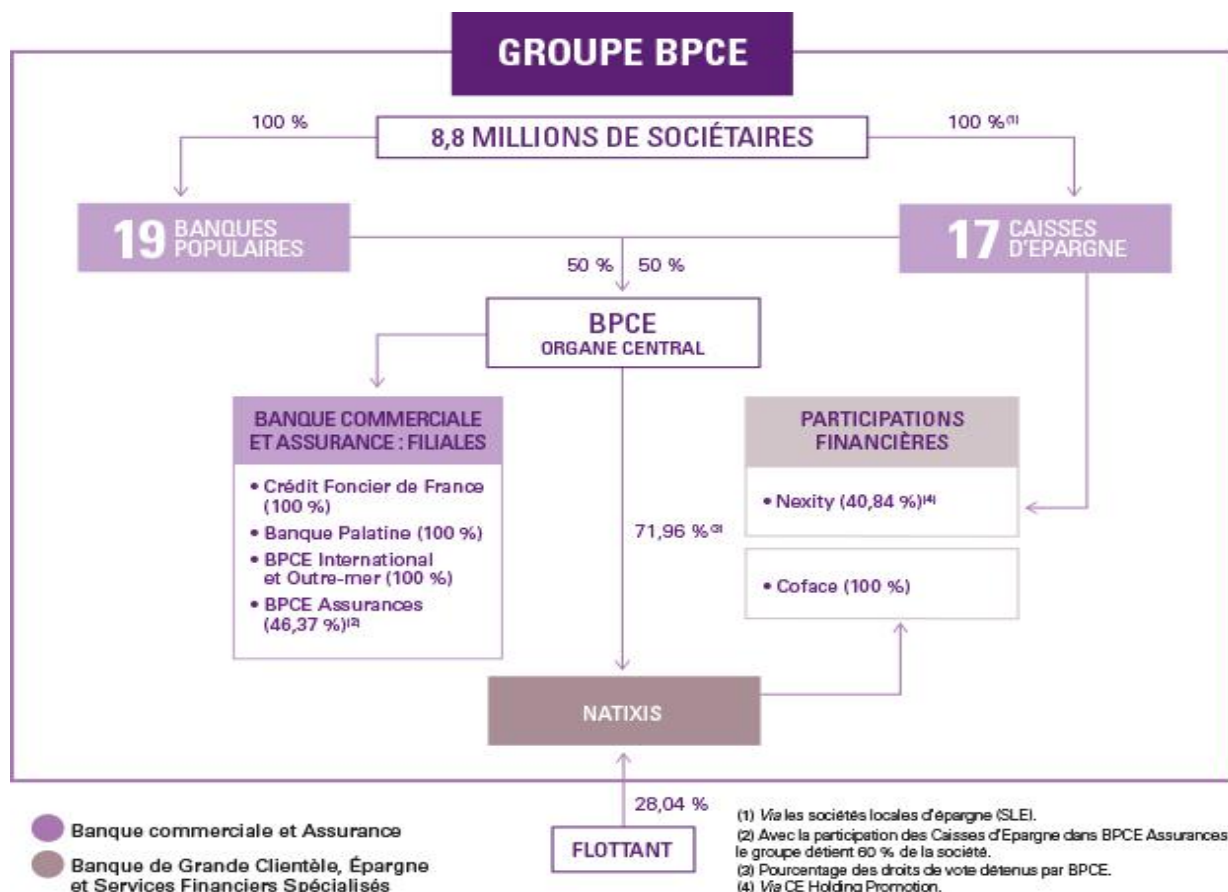 GROUPE BPCE
100 %
8,8 MILLIONS DE SOCIÉTAIRES
100 %(1)
19 BANQUES
POPULAIRES
17 CAISSES
D'EPARGNE
50 % 50 %
BPCE
ORGANE CENTRAL
BANQUE COMMERCIALE
ET ASSURANCE : FILIALES
• Crédit Foncier de France
(100 %)
• Banque Palatine (100 %)
• BPCE International
et Outre-mer (100 %)
• BPCE Assurances
(46,37 %)(2)
71,96 %(3)
PARTICIPATIONS
FINANCIÈRES
• Nexity (40,84 %)(4)
• Coface (100 %)
NATIXIS
28,04 %
FLOTTANT
Banque commerciale et Assurance
Banque de Grande Clientèle, Épargne
et Services Financiers Spécialisés
(1) Via les sociétés locales d'épargne (SLE).
(2) Avec la participation des Caisses d'Epargne dans BPCE Assurances
le groupe détient 60 % de la société.
(3) Pourcentage des droits de vote détenus par BPCE.
(4) Via CE Holding Promotion.